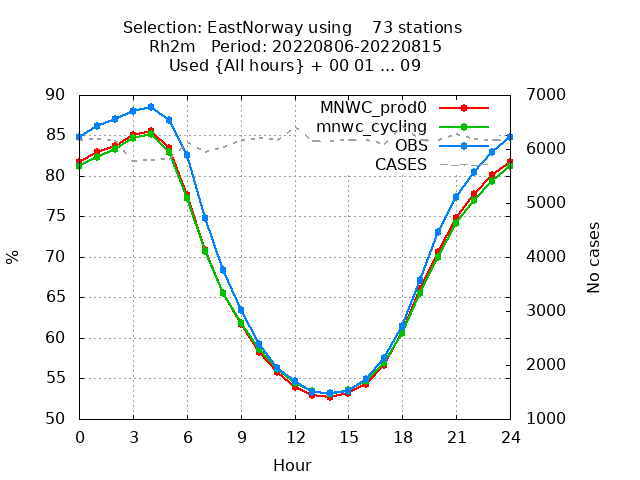 Selection: EastNorway using 73 stations
Rh2m Period: 20220806-20220815
Used {All hours} + 00 01 ... 09
90
85
80
75
70
65
60
55
50
%
7000
6000
5000
4000
3000
2000
1000
No cases
MNWC_prod0
mnwc_cycling
OBS
CASES
0 3 6 9 12 15 18 21 24
Hour